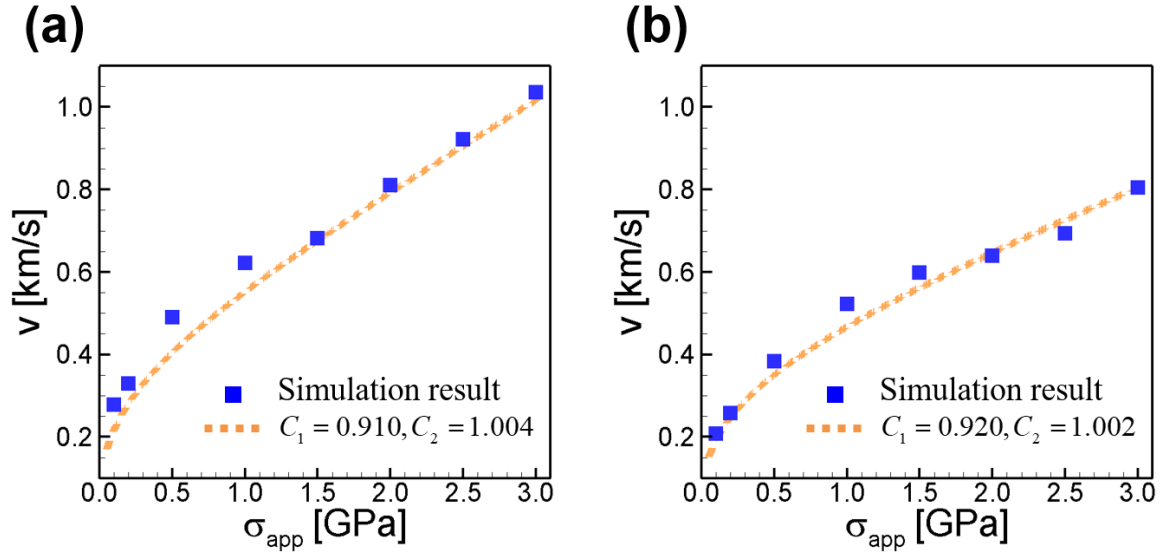 (a)
1.0
0.8
0.6
0.4
0.2
v [km/s]
Simulation result
C₁ = 0.910, C₂ = 1.004
0.0 0.5 1.0 1.5 2.0 2.5 3.0
σapp [GPa]
(b)
1.0
0.8
0.6
0.4
0.2
v [km/s]
Simulation result
C₁ = 0.920, C₂ = 1.002
0.0 0.5 1.0 1.5 2.0 2.5 3.0
σapp [GPa]